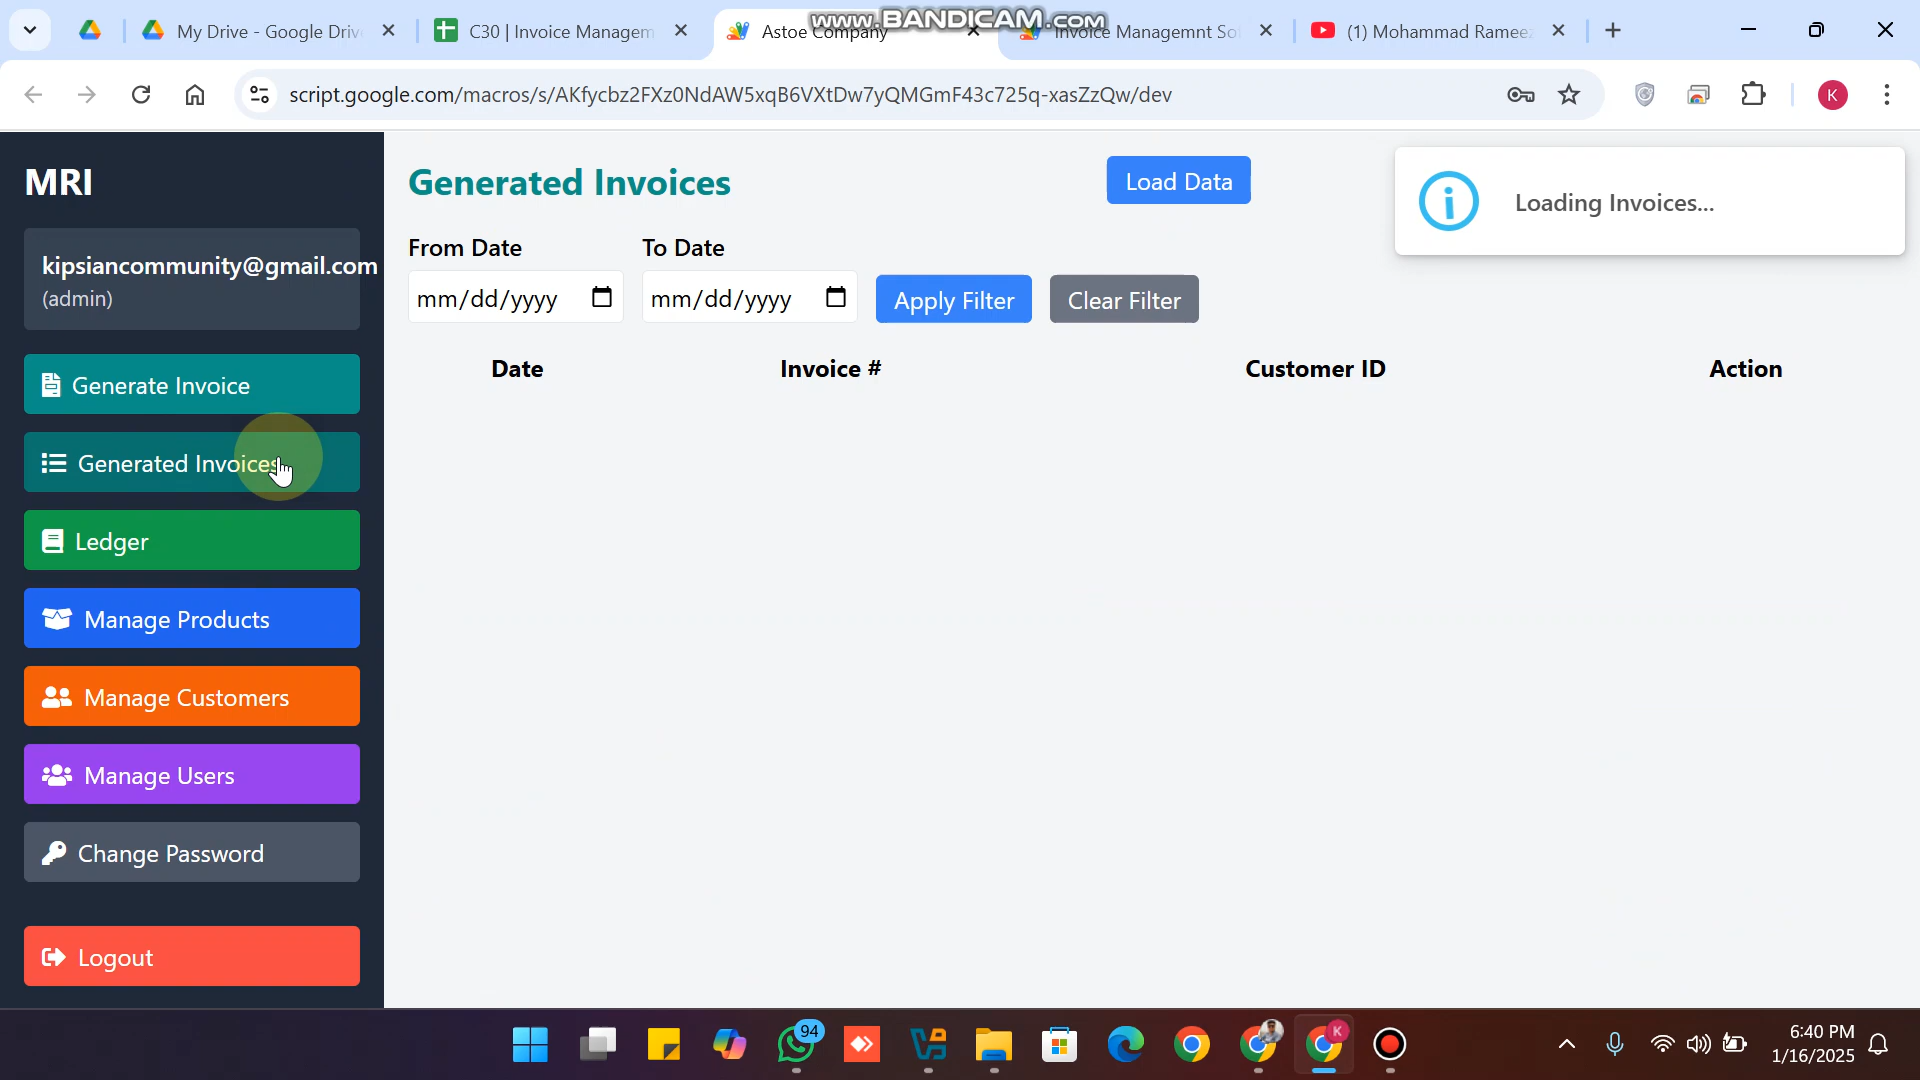 My Drive - Google Driv
C30 | Invoice Managem
Astoe Company
www.BANDICAM.com
Invoice Managemnt So
(1) Mohammad Rameez
script.google.com/macros/s/AKfycbz2FXz0NdAW5xqB6VXtDw7yQMGmF43c725q-xasZzQw/dev
K
MRI
kipsiancommunity@gmail.com
(admin)
Generate Invoice
Generated Invoices
Ledger
Manage Products
Manage Customers
Manage Users
Change Password
Logout
Generated Invoices
Load Data
Loading Invoices...
From Date
To Date
mm/dd/yyyy
mm/dd/yyyy
Apply Filter
Clear Filter
Date
Invoice #
Customer ID
Action
94
K
6:40 PM
1/16/2025